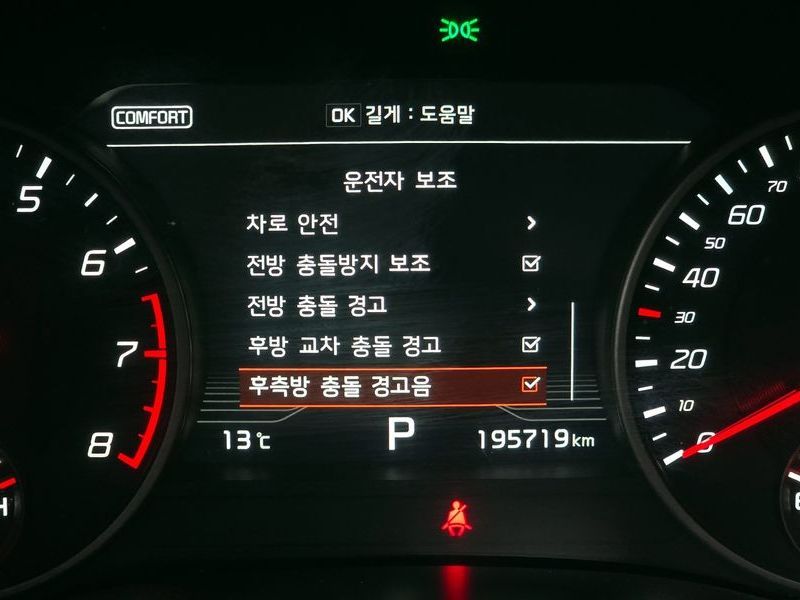 COMFORT
OK 길게 : 도움말
운전자 보조
차로 안전
전방 충돌방지 보조
전방 충돌 경고
후방 교차 충돌 경고
후측방 충돌 경고음
13℃
P
195719km
5
6
7
8
70
60
50
40
30
20
10
0
H